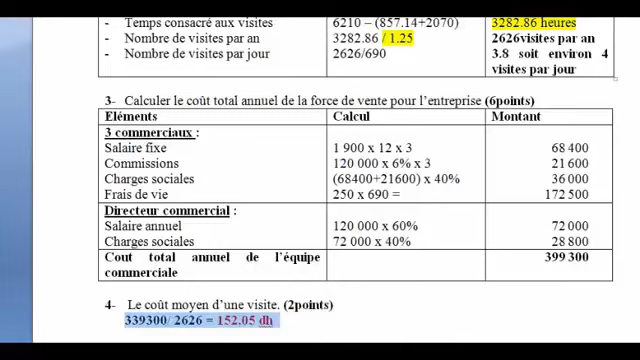 - Temps consacré aux visites 6210 – (857.14+2070) 3282.86 heures
- Nombre de visites par an 3282.86 / 1.25 2626visites par an
- Nombre de visites par jour 2626/690 3.8 soit environ 4
visites par jour
3- Calculer le coût total annuel de la force de vente pour l'entreprise (6points)
Eléments Calcul Montant
3 commerciaux :
Salaire fixe 1 900 x 12 x 3 68 400
Commissions 120 000 x 6% x 3 21 600
Charges sociales (68400+21600) x 40% 36 000
Frais de vie 250 x 690 = 172 500
Directeur commercial :
Salaire annuel 120 000 x 60% 72 000
Charges sociales 72 000 x 40% 28 800
Cout total annuel de l'équipe 399 300
commerciale
4- Le coût moyen d'une visite. (2points)
339300/ 2626 = 152.05 dh